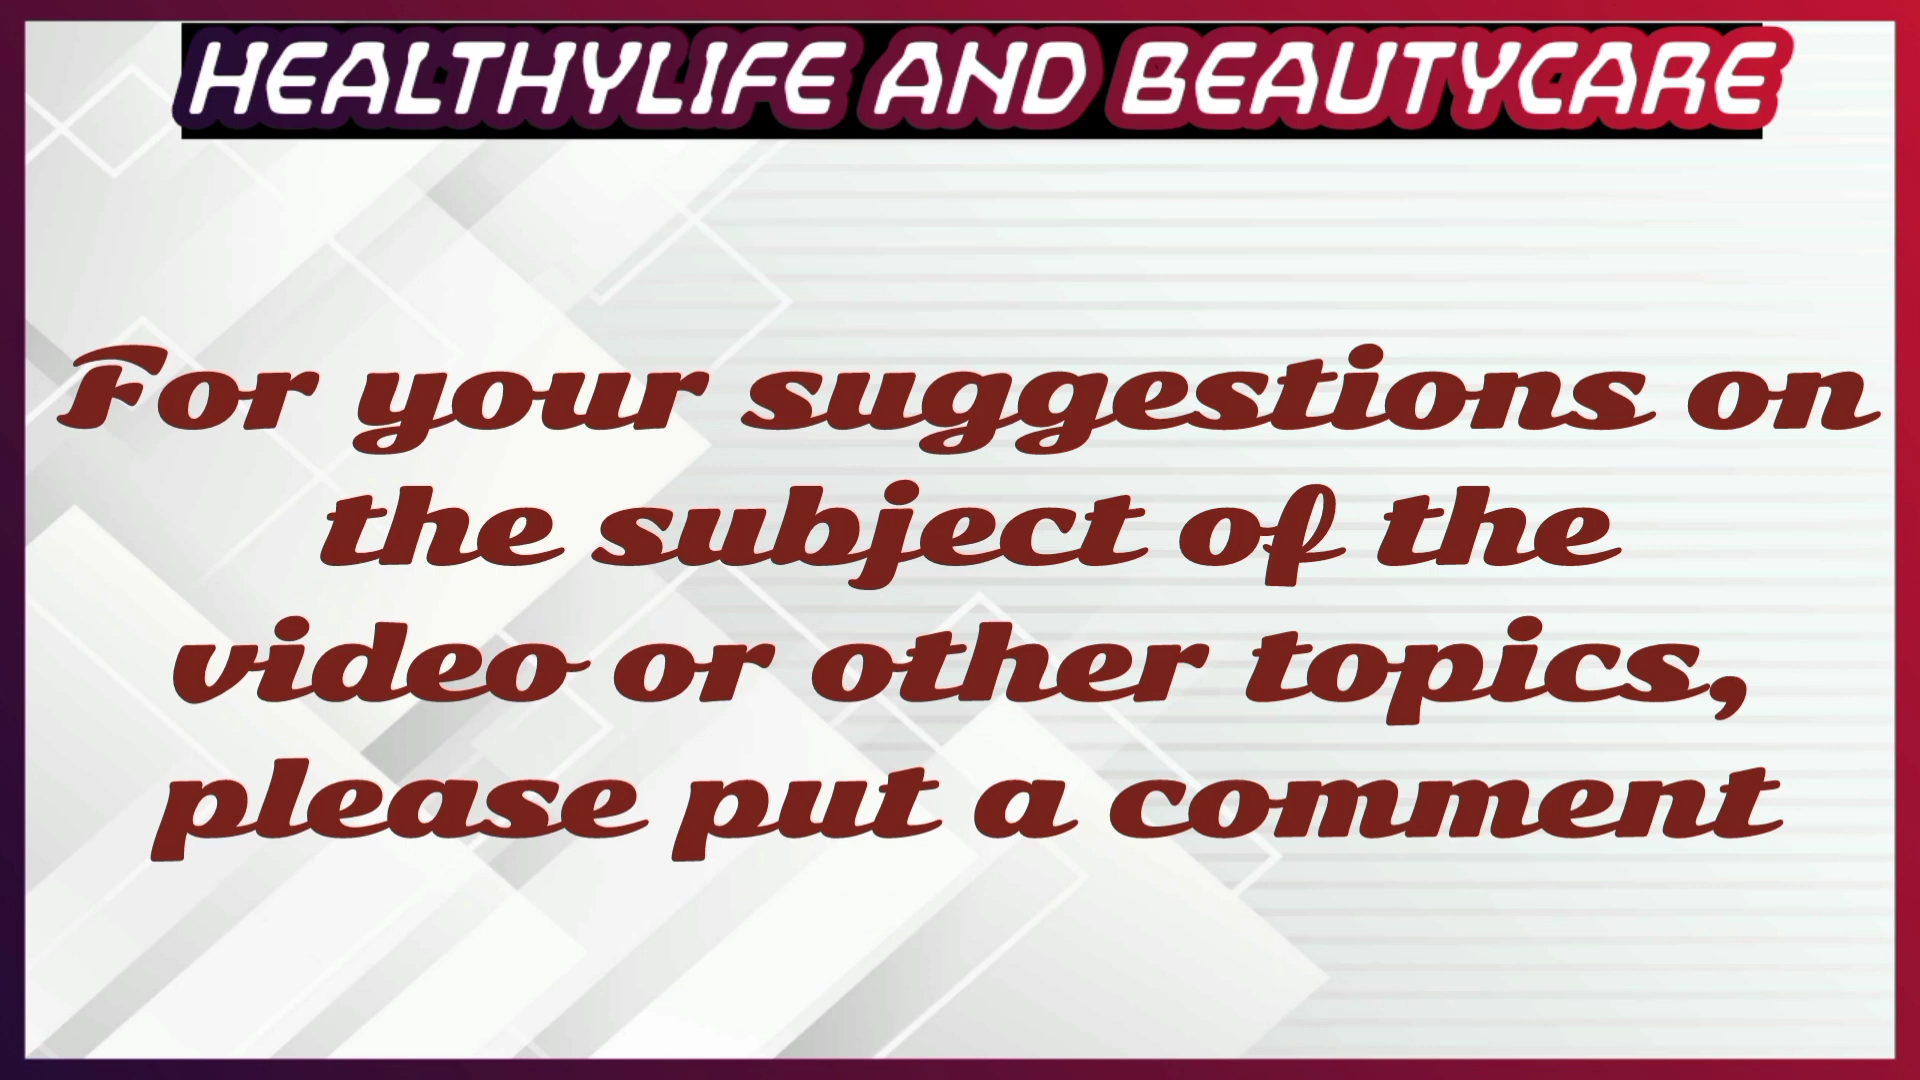 HEALTHYLIFE AND BEAUTYCARE
For your suggestions on
the subject of the
video or other topics,
please put a comment